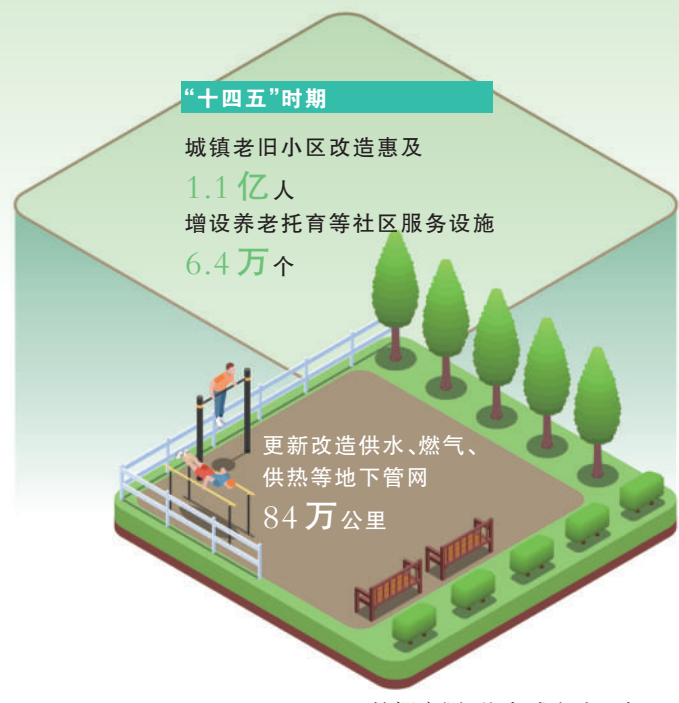 “十四五”时期
城镇老旧小区改造惠及
1.1亿人
增设养老托育等社区服务设施
6.4万个
更新改造供水、燃气、
供热等地下管网
84万公里